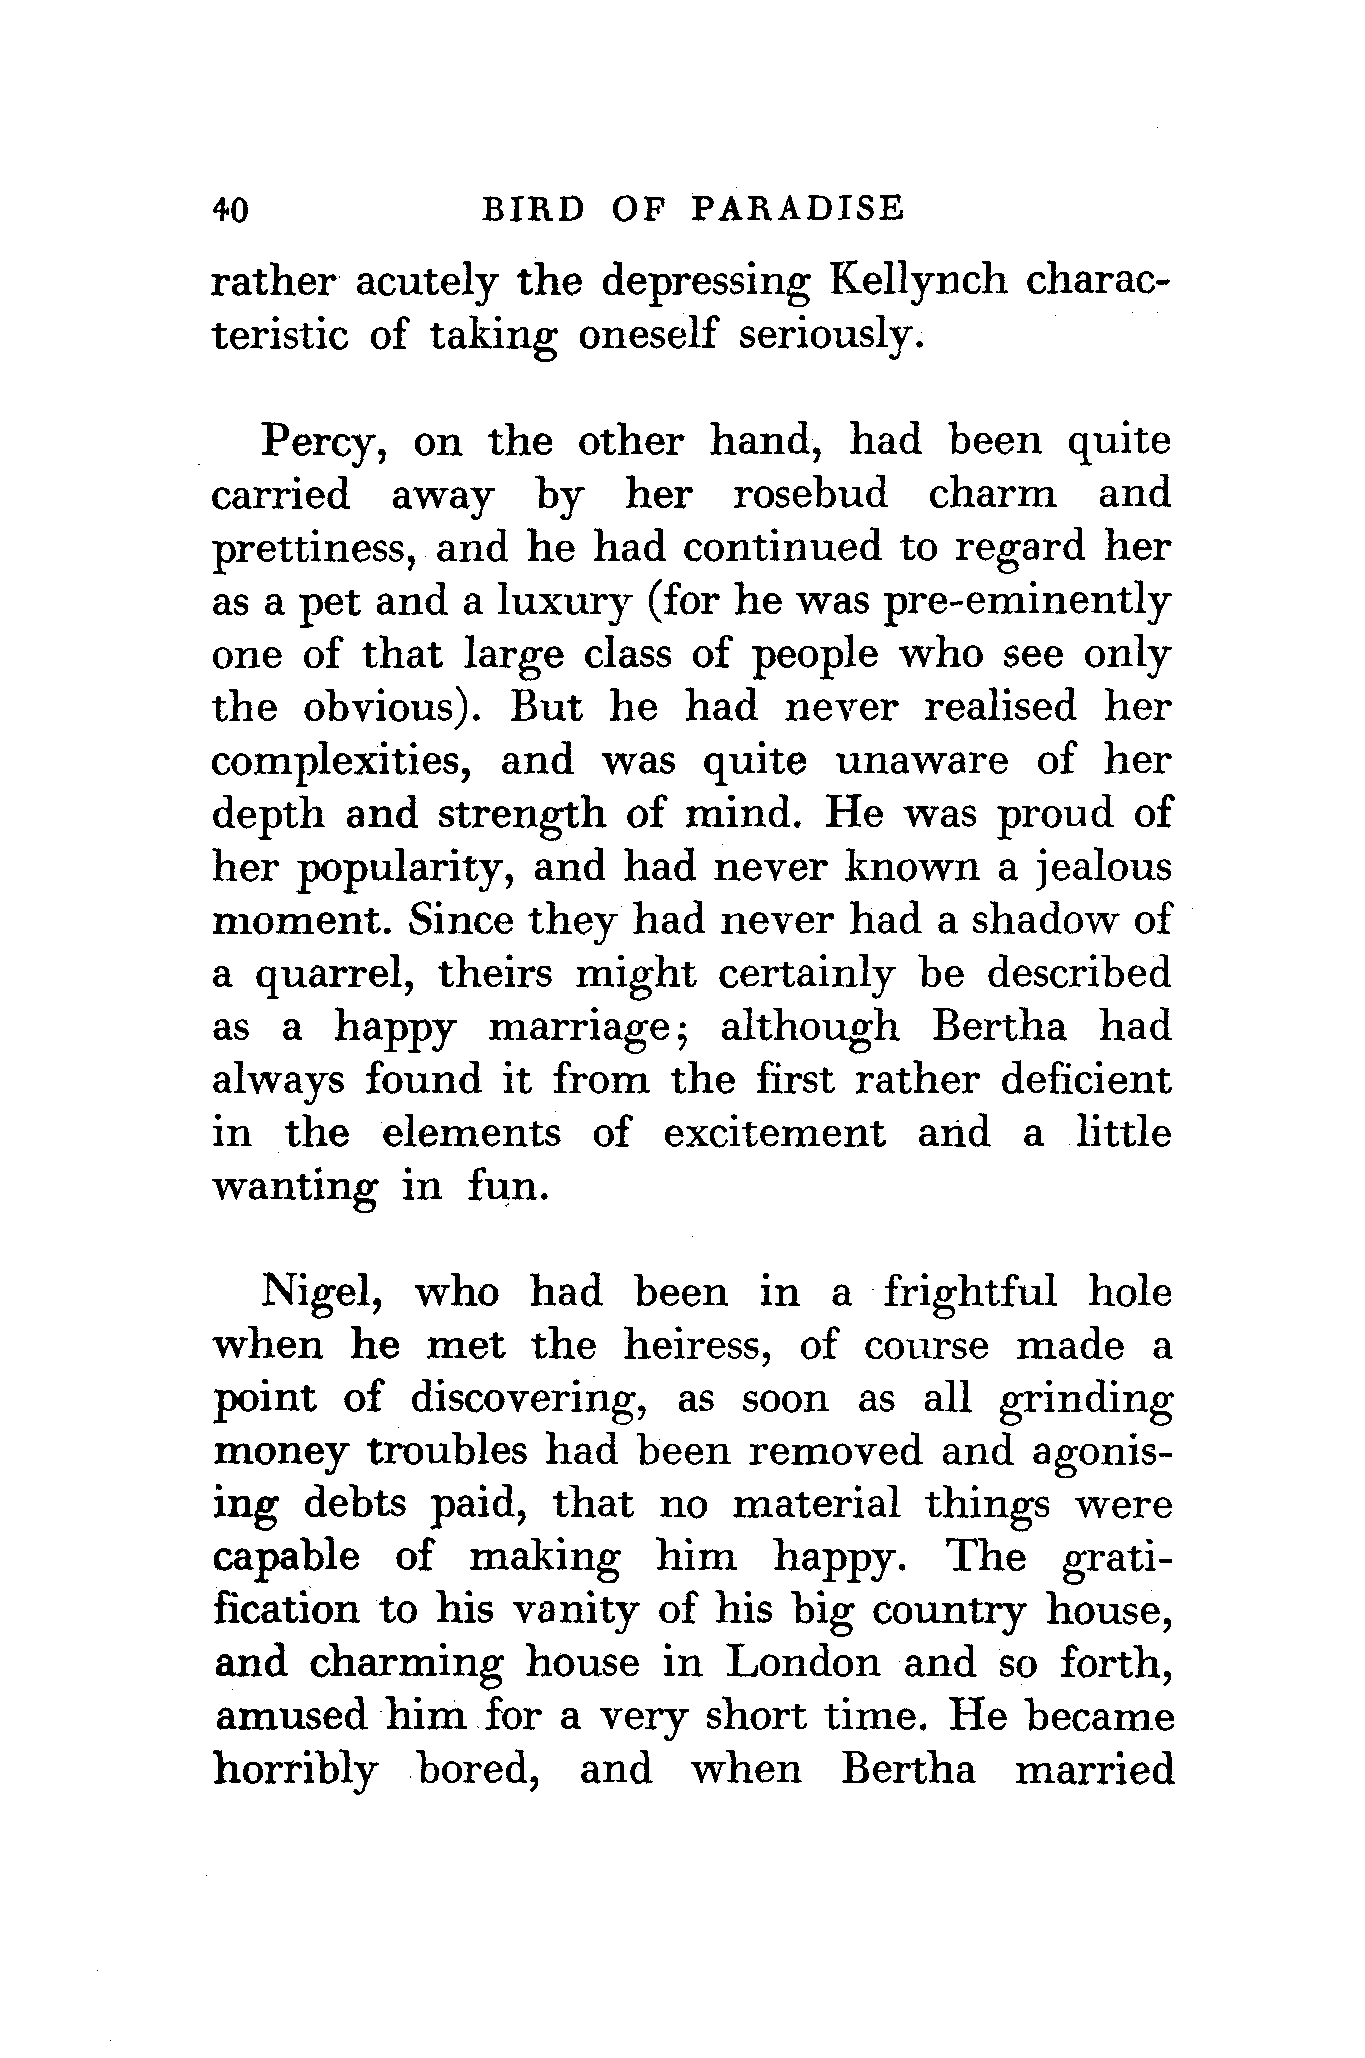 40 BIRD OF PARADISE
rather acutely the depressing Kellynch charac-
teristic of taking oneself seriously.
Percy, on the other hand, had been quite
carried away by her rosebud charm and
prettiness, and he had continued to regard her
as a pet and a luxury (for he was pre-eminently
one of that large class of people who see only
the obvious). But he had never realised her
complexities, and was quite unaware of her
depth and strength of mind. He was proud of
her popularity, and had never known a jealous
moment. Since they had never had a shadow of
a quarrel, theirs might certainly be described
as a happy marriage; although Bertha had
always found it from the first rather deficient
in the elements of excitement and a little
wanting in fun.
Nigel, who had been in a frightful hole
when he met the heiress, of course made a
point of discovering, as soon as all grinding
money troubles had been removed and agonis-
ing debts paid, that no material things were
capable of making him happy. The grati-
fication to his vanity of his big country house,
and charming house in London and so forth,
amused him for a very short time. He became
horribly bored, and when Bertha married